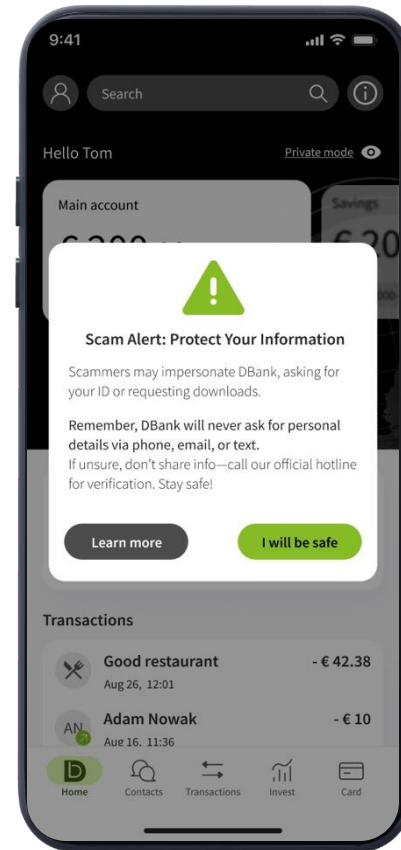 9:41
Search
Hello Tom
Private mode
Main account
Savings
Scam Alert: Protect Your Information
Scammers may impersonate DBank, asking for
your ID or requesting downloads.
Remember, DBank will never ask for personal
details via phone, email, or text.
If unsure, don't share info—call our official hotline
for verification. Stay safe!
Learn more
I will be safe
Transactions
Good restaurant
- € 42.38
Aug 26, 12:01
AN
Adam Nowak
- € 10
Aug 16, 11:36
Home
Contacts
Transactions
Invest
Card